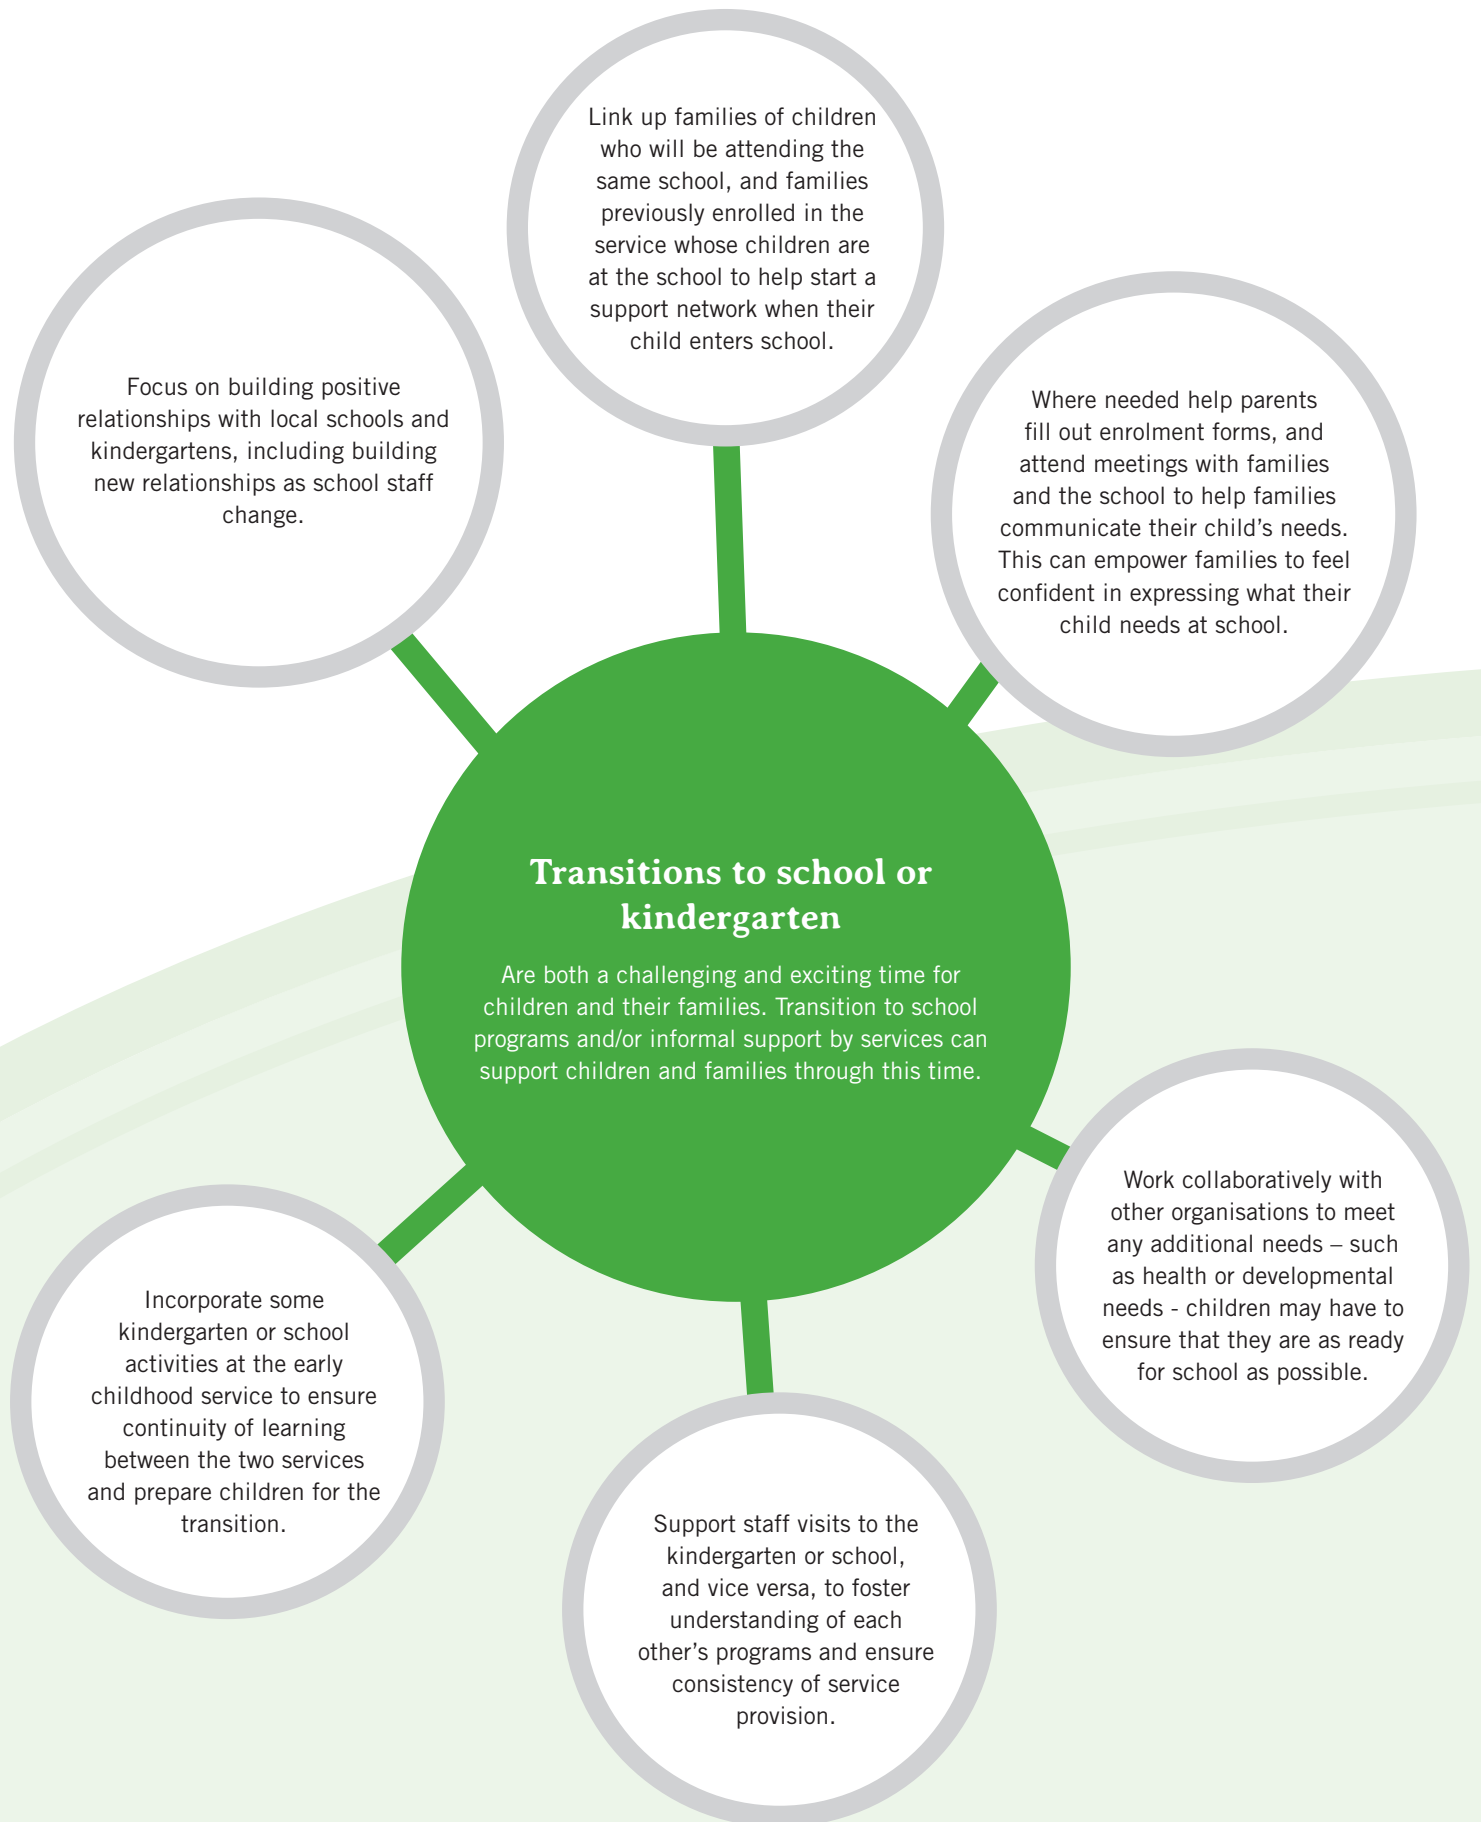 Link up families of children
who will be attending the
same school, and families
previously enrolled in the
service whose children are
at the school to help start a
support network when their
child enters school.
Focus on building positive
relationships with local schools and
kindergartens, including building
new relationships as school staff
change.
Where needed help parents
fill out enrolment forms, and
attend meetings with families
and the school to help families
communicate their child’s needs.
This can empower families to feel
confident in expressing what their
child needs at school.
Transitions to school or
kindergarten
Are both a challenging and exciting time for
children and their families. Transition to school
programs and/or informal support by services can
support children and families through this time.
Work collaboratively with
other organisations to meet
any additional needs – such
as health or developmental
needs - children may have to
ensure that they are as ready
for school as possible.
Incorporate some
kindergarten or school
activities at the early
childhood service to ensure
continuity of learning
between the two services
and prepare children for the
transition.
Support staff visits to the
kindergarten or school,
and vice versa, to foster
understanding of each
other’s programs and ensure
consistency of service
provision.